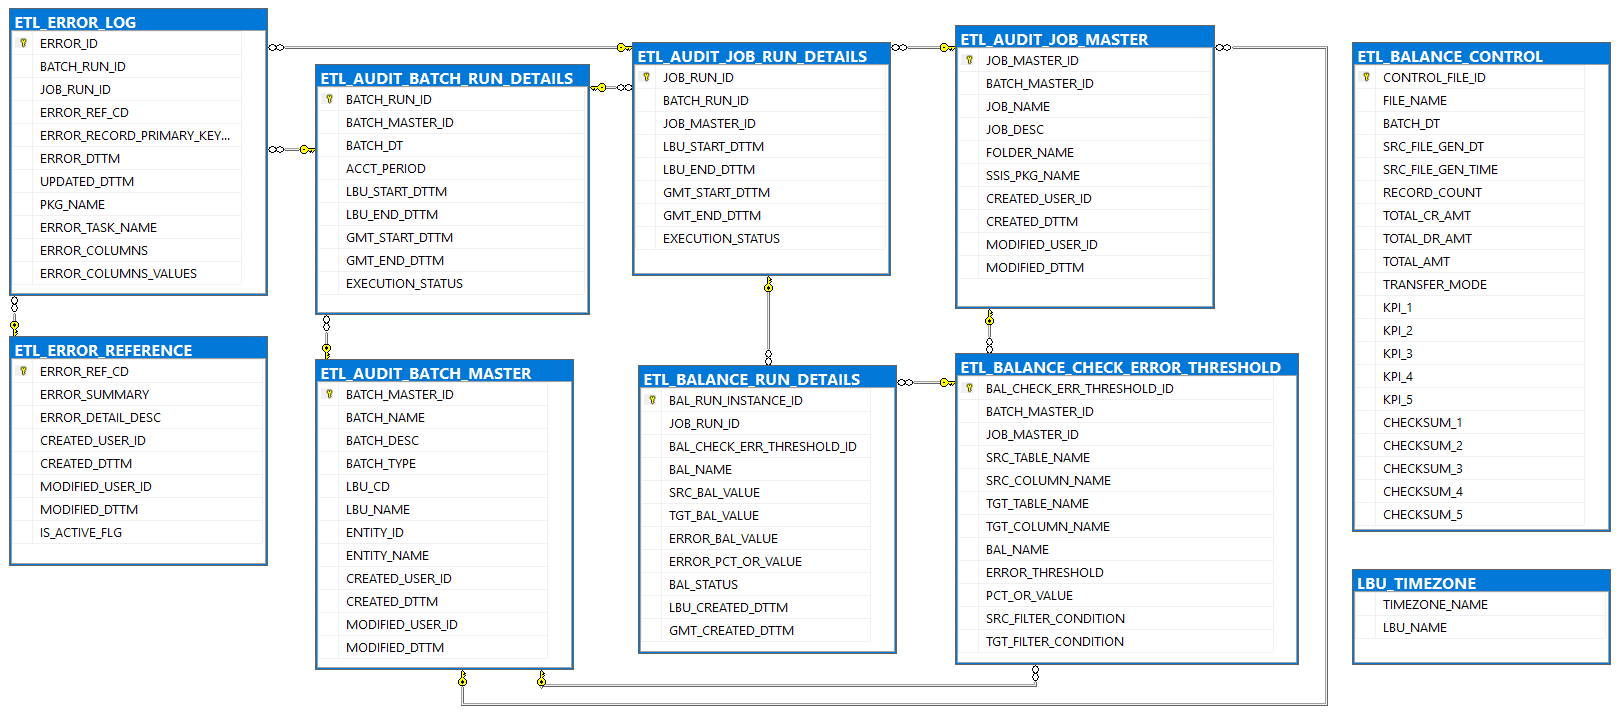 ETL_ERROR_LOG
ERROR_ID
BATCH_RUN_ID
JOB_RUN_ID
ERROR_REF_CD
ERROR_RECORD_PRIMARY_KEY...
ERROR_DTTM
UPDATED_DTTM
PKG_NAME
ERROR_TASK_NAME
ERROR_COLUMNS
ERROR_COLUMNS_VALUES
ETL_ERROR_REFERENCE
ERROR_REF_CD
ERROR_SUMMARY
ERROR_DETAIL_DESC
CREATED_USER_ID
CREATED_DTTM
MODIFIED_USER_ID
MODIFIED_DTTM
IS_ACTIVE_FLG
ETL_AUDIT_BATCH_RUN_DETAILS
BATCH_RUN_ID
BATCH_MASTER_ID
BATCH_DT
ACCT_PERIOD
LBU_START_DTTM
LBU_END_DTTM
GMT_START_DTTM
GMT_END_DTTM
EXECUTION_STATUS
ETL_AUDIT_BATCH_MASTER
BATCH_MASTER_ID
BATCH_NAME
BATCH_DESC
BATCH_TYPE
LBU_CD
LBU_NAME
ENTITY_ID
ENTITY_NAME
CREATED_USER_ID
CREATED_DTTM
MODIFIED_USER_ID
MODIFIED_DTTM
ETL_AUDIT_JOB_RUN_DETAILS
JOB_RUN_ID
BATCH_RUN_ID
JOB_MASTER_ID
LBU_START_DTTM
LBU_END_DTTM
GMT_START_DTTM
GMT_END_DTTM
EXECUTION_STATUS
ETL_BALANCE_RUN_DETAILS
BAL_RUN_INSTANCE_ID
JOB_RUN_ID
BAL_CHECK_ERR_THRESHOLD_ID
BAL_NAME
SRC_BAL_VALUE
TGT_BAL_VALUE
ERROR_BAL_VALUE
ERROR_PCT_OR_VALUE
BAL_STATUS
LBU_CREATED_DTTM
GMT_CREATED_DTTM
ETL_AUDIT_JOB_MASTER
JOB_MASTER_ID
BATCH_MASTER_ID
JOB_NAME
JOB_DESC
FOLDER_NAME
SSIS_PKG_NAME
CREATED_USER_ID
CREATED_DTTM
MODIFIED_USER_ID
MODIFIED_DTTM
ETL_BALANCE_CHECK_ERROR_THRESHOLD
BAL_CHECK_ERR_THRESHOLD_ID
BATCH_MASTER_ID
JOB_MASTER_ID
SRC_TABLE_NAME
SRC_COLUMN_NAME
TGT_TABLE_NAME
TGT_COLUMN_NAME
BAL_NAME
ERROR_THRESHOLD
PCT_OR_VALUE
SRC_FILTER_CONDITION
TGT_FILTER_CONDITION
ETL_BALANCE_CONTROL
CONTROL_FILE_ID
FILE_NAME
BATCH_DT
SRC_FILE_GEN_DT
SRC_FILE_GEN_TIME
RECORD_COUNT
TOTAL_CR_AMT
TOTAL_DR_AMT
TOTAL_AMT
TRANSFER_MODE
KPI_1
KPI_2
KPI_3
KPI_4
KPI_5
CHECKSUM_1
CHECKSUM_2
CHECKSUM_3
CHECKSUM_4
CHECKSUM_5
LBU_TIMEZONE
TIMEZONE_NAME
LBU_NAME